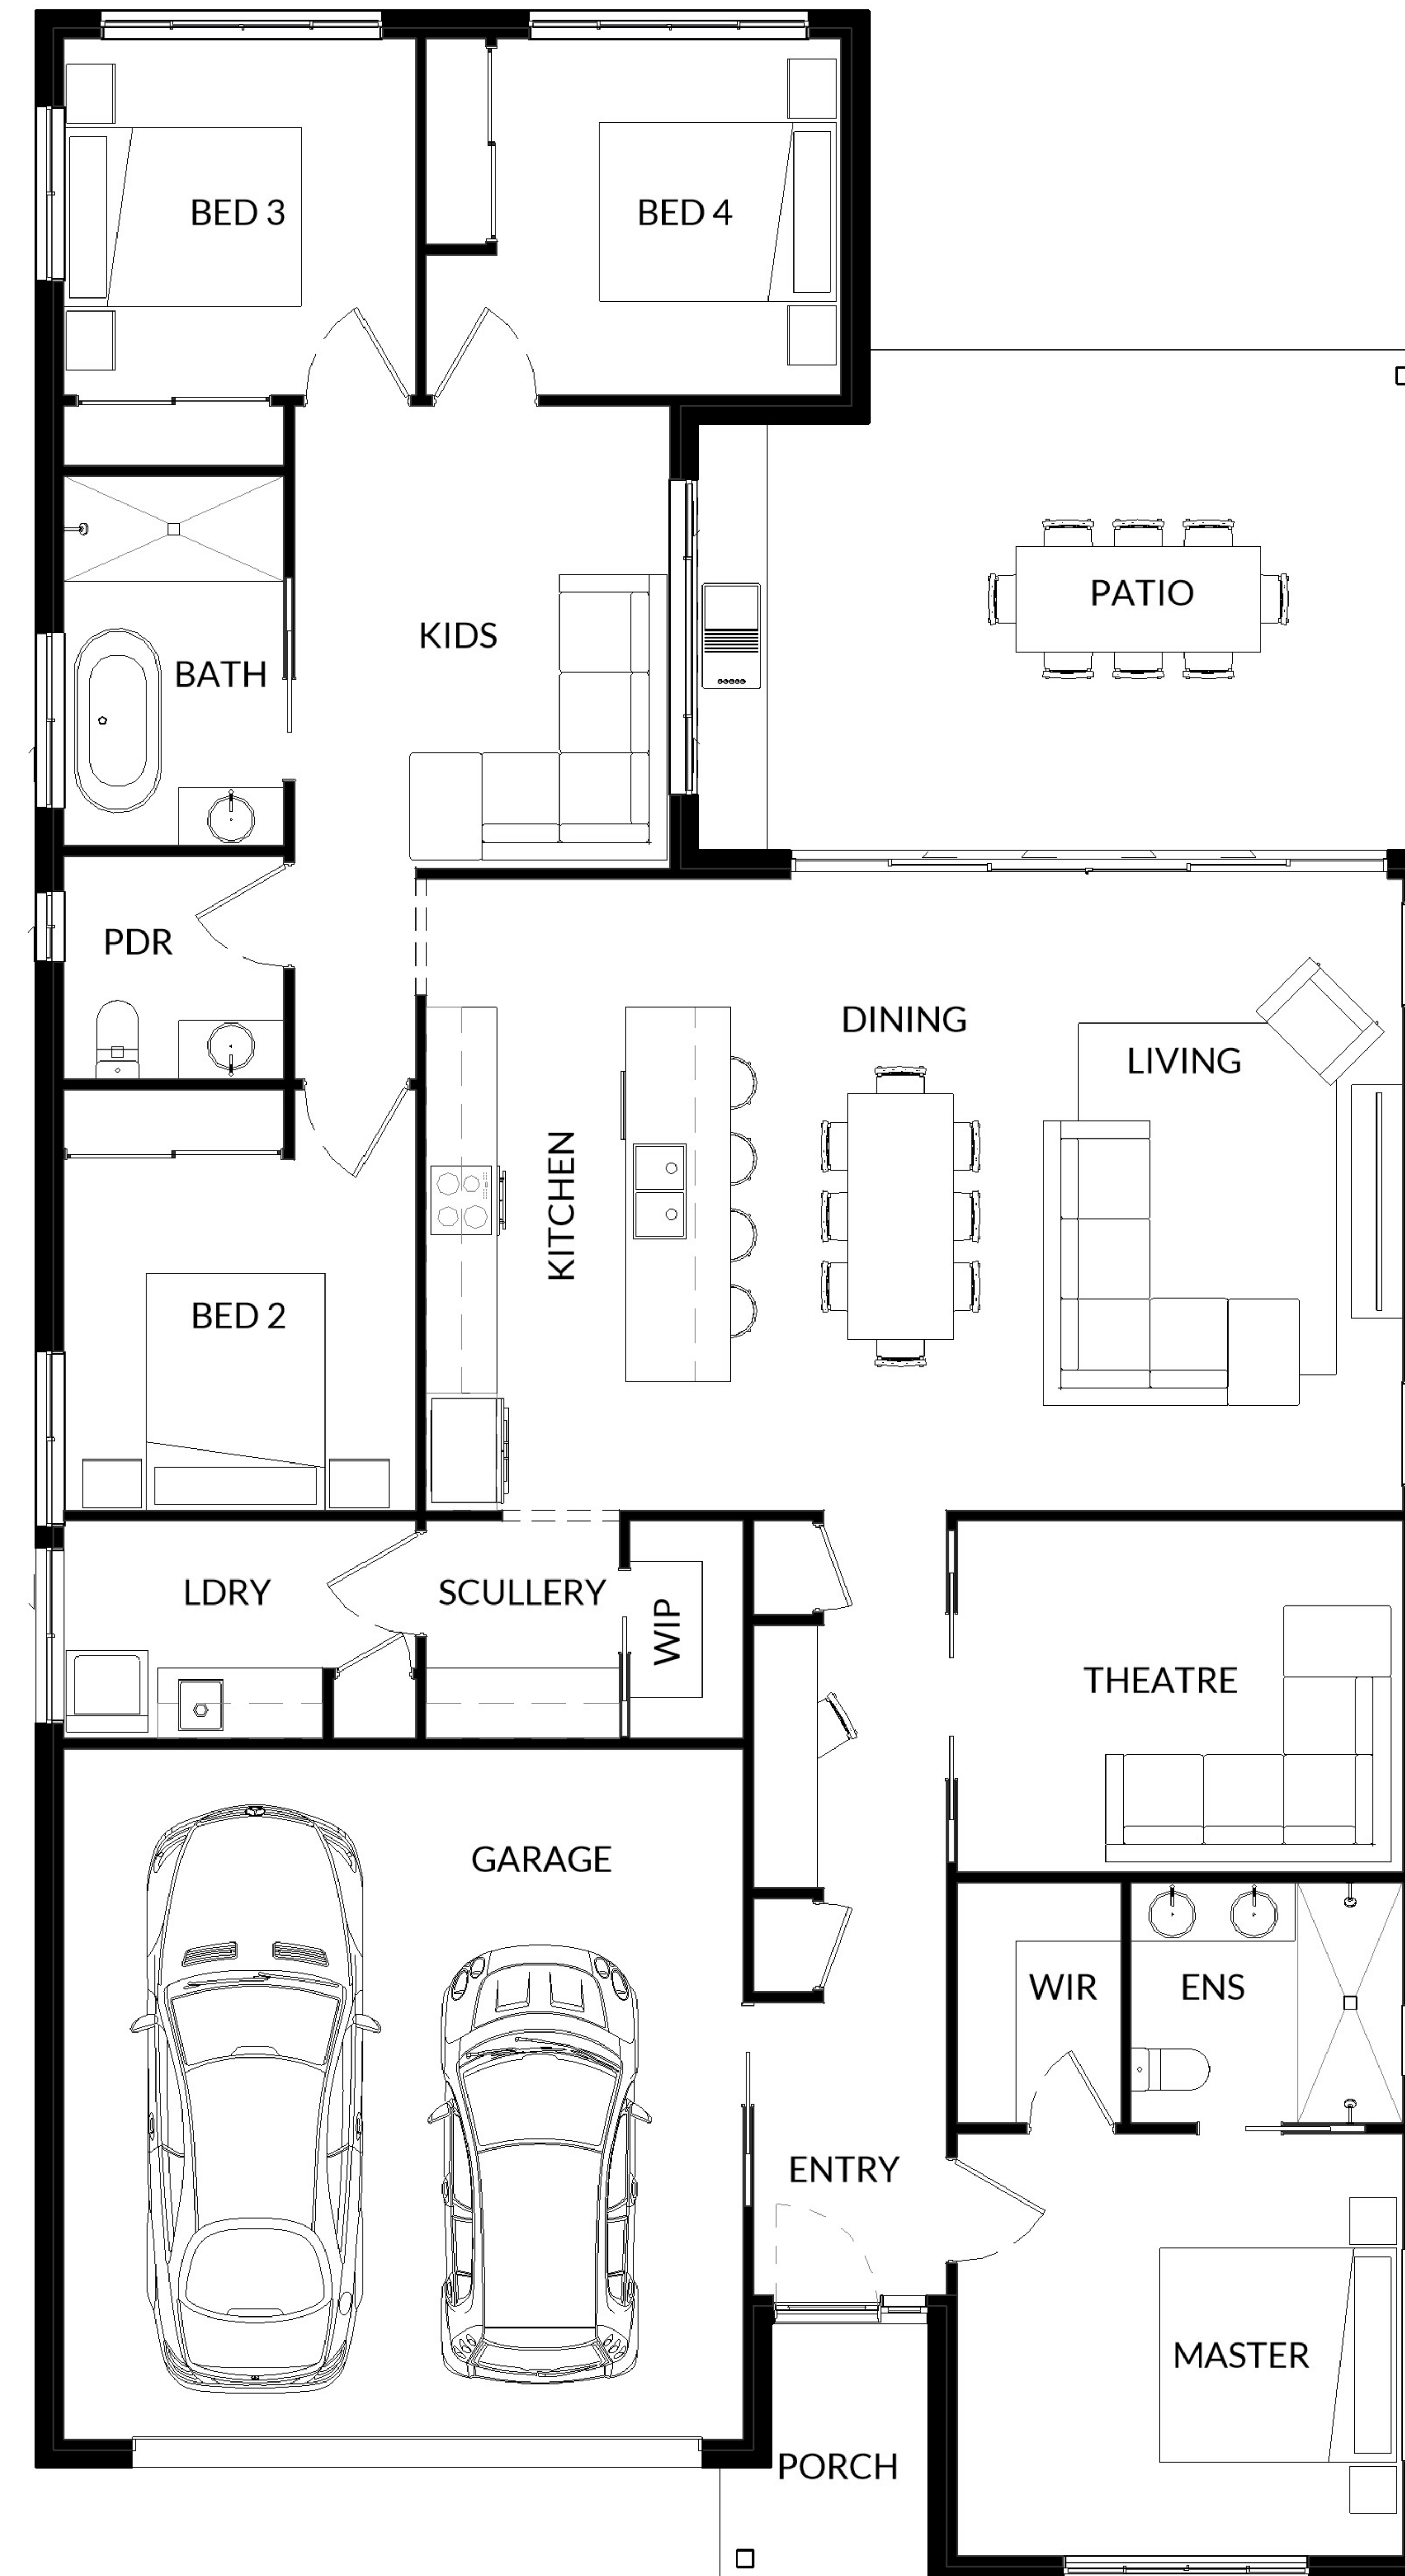 BED 3
BED 4
PATIO
KIDS
BATH
PDR
DINING
LIVING
KITCHEN
BED 2
LDRY
SCULLERY
WIP
THEATRE
GARAGE
WIR
ENS
ENTRY
MASTER
PORCH